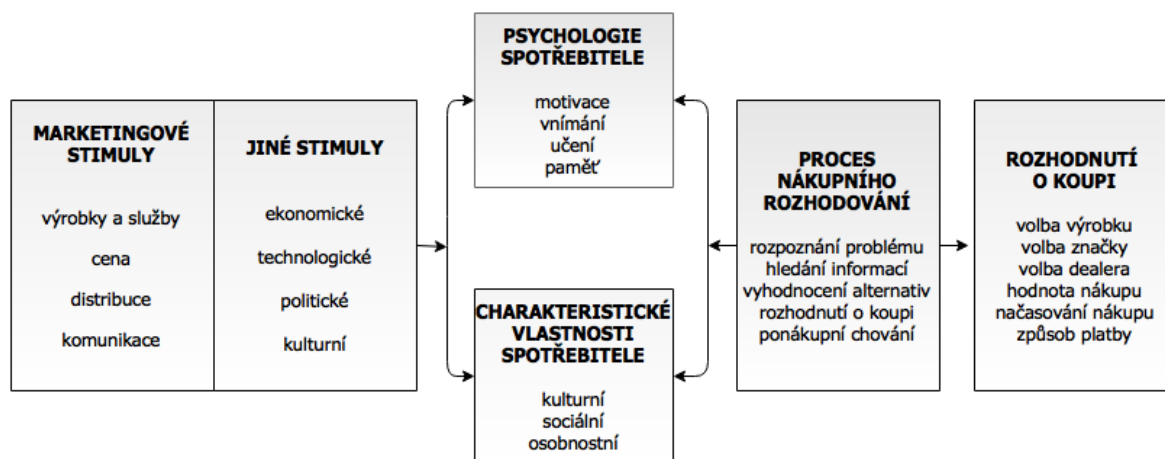 MARKETINGOVÉ
STIMULY
výrobky a služby
cena
distribuce
komunikace
JINÉ STIMULY
ekonomické
technologické
politické
kulturní
PSYCHOLOGIE
SPOTŘEBITELE
motivace
vnímání
učení
paměť
CHARAKTERISTICKÉ
VLASTNOSTI
SPOTŘEBITELE
kulturní
sociální
osobnostní
PROCES
NÁKUPNÍHO
ROZHODOVÁNÍ
rozpoznání problému
hledání informací
vyhodnocení alternativ
rozhodnutí o koupi
ponákupní chování
ROZHODNUTÍ
O KOUPI
volba výrobku
volba značky
volba dealera
hodnota nákupu
načasování nákupu
způsob platby